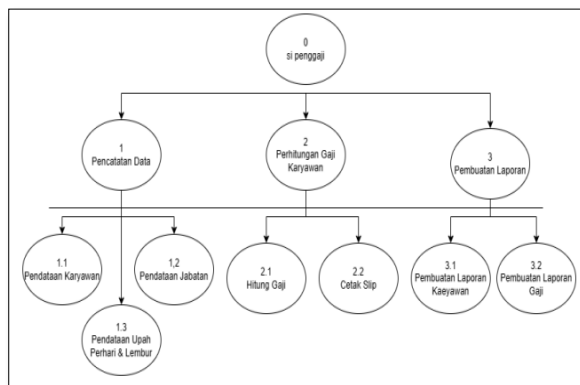 0
si penggaji
1
Pencatatan Data
2
Perhitungan Gaji
Karyawan
3
Pembuatan Laporan
1.1
Pendataan Karyawan
1,2
Pendataan Jabatan
1.3
Pendataan Upah
Perhari & Lembur
2.1
Hitung Gaji
2.2
Cetak Slip
3.1
Pembuatan Laporan
Kaeyawan
3.2
Pembuatan Laporan
Gaji